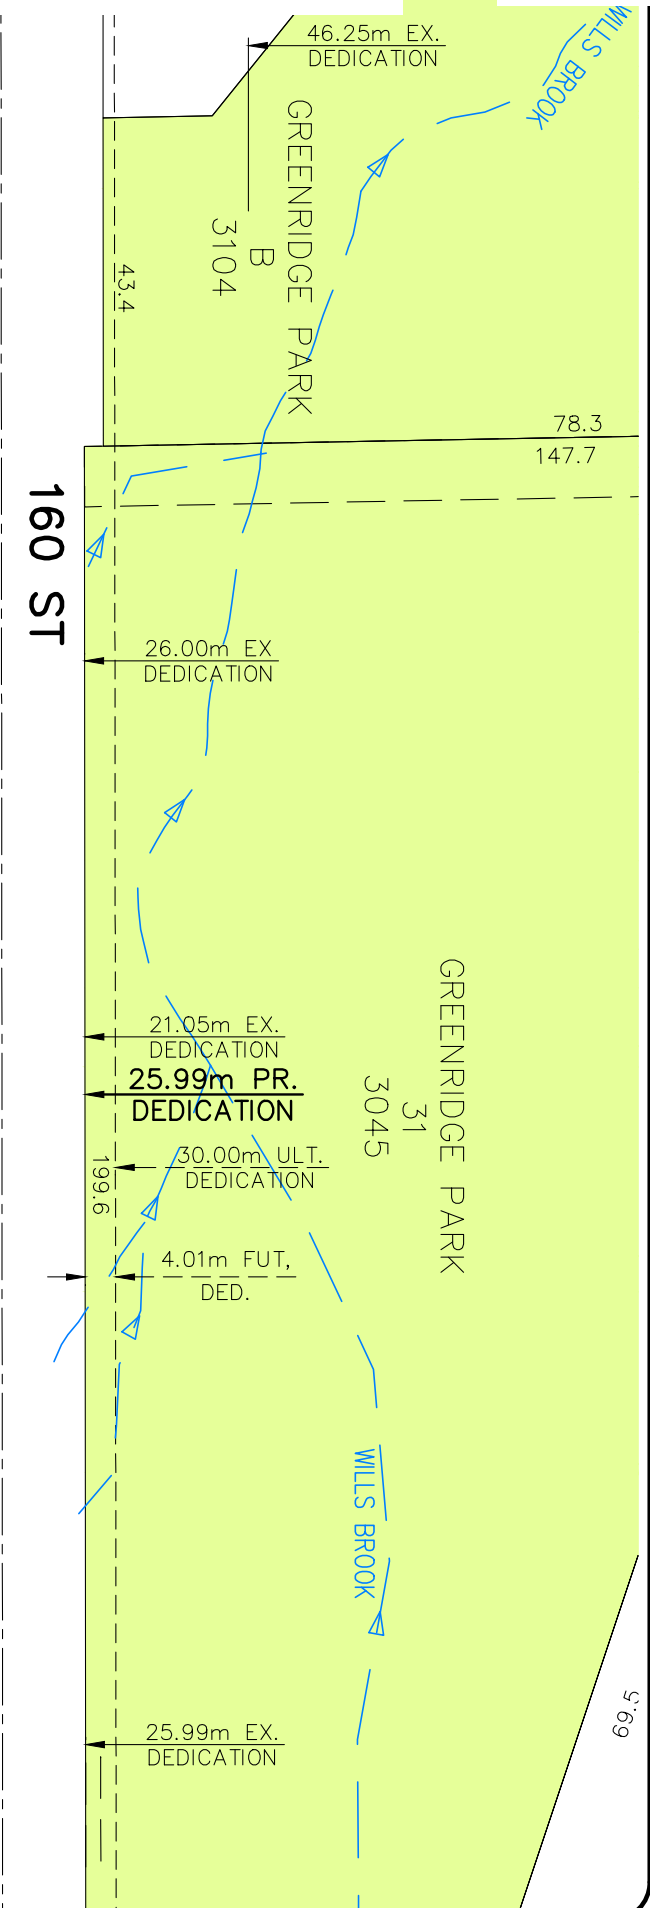 46.25m EX.
DEDICATION
WILLS BROOK
GREENRIDGE PARK
B
3104
43.4
78.3
147.7
160 ST
26.00m EX
DEDICATION
21.05m EX.
DEDICATION
25.99m PR.
DEDICATION
GREENRIDGE PARK
31
3045
30.00m ULT.
DEDICATION
199.6
4.01m FUT,
DED.
WILLS BROOK
69.5
25.99m EX.
DEDICATION